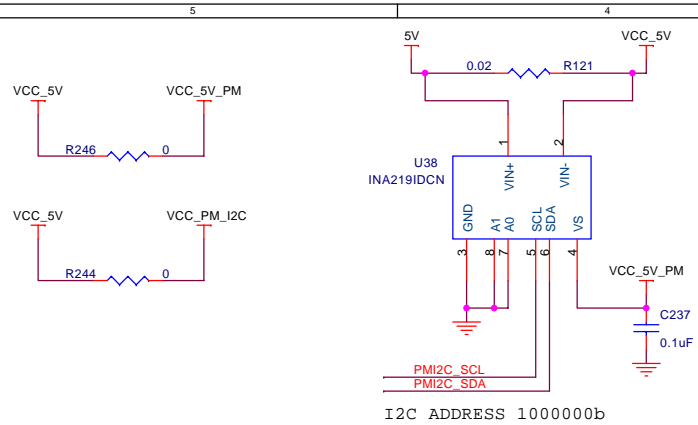 5
4
5V
VCC_5V
0.02
R121
VCC_5V
VCC_5V_PM
R246
0
1
2
U38
INA219IDCN
VIN+
VIN-
GND
A1
A0
SCL
SDA
VS
3
8
7
5
6
4
VCC_5V
VCC_PM_I2C
R244
0
VCC_5V_PM
C237
0.1uF
PMI2C_SCL
PMI2C_SDA
I2C ADDRESS 1000000b